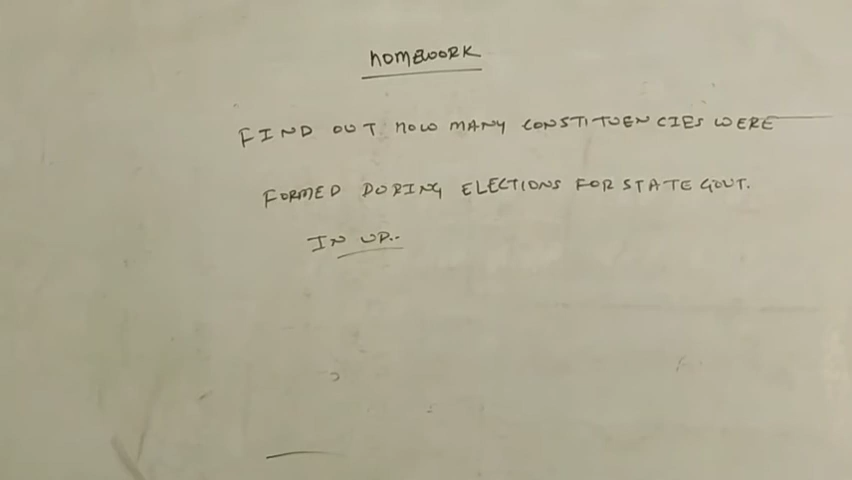 HOMEWORK
FIND OUT HOW MANY CONSTITUENCIES WERE
FORMED DURING ELECTIONS FOR STATE GOVT.
IN UP..